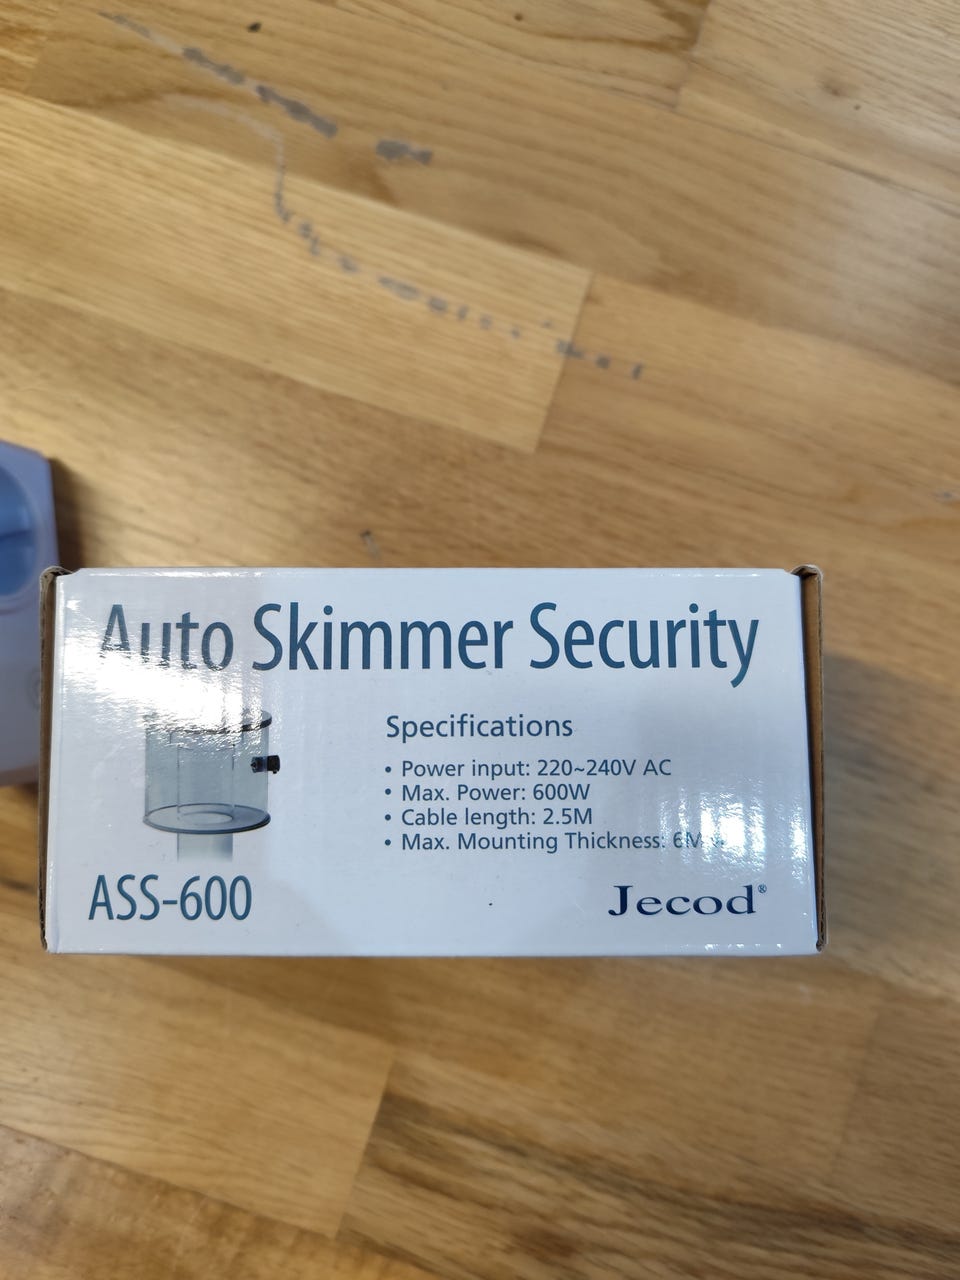 Auto Skimmer Security
Specifications
• Power input: 220~240V AC
• Max. Power: 600W
• Cable length: 2.5M
• Max. Mounting Thickness:
ASS-600
Jecod®